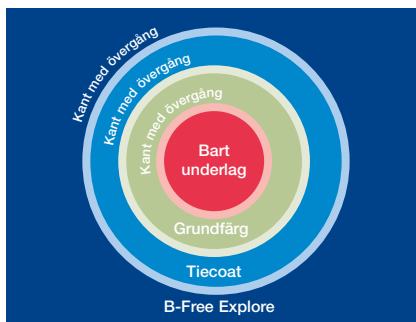 Kant med övergång
Kant med övergång
Kant med övergång
Bart
underlag
Grundfärg
Tiecoat
B-Free Explore